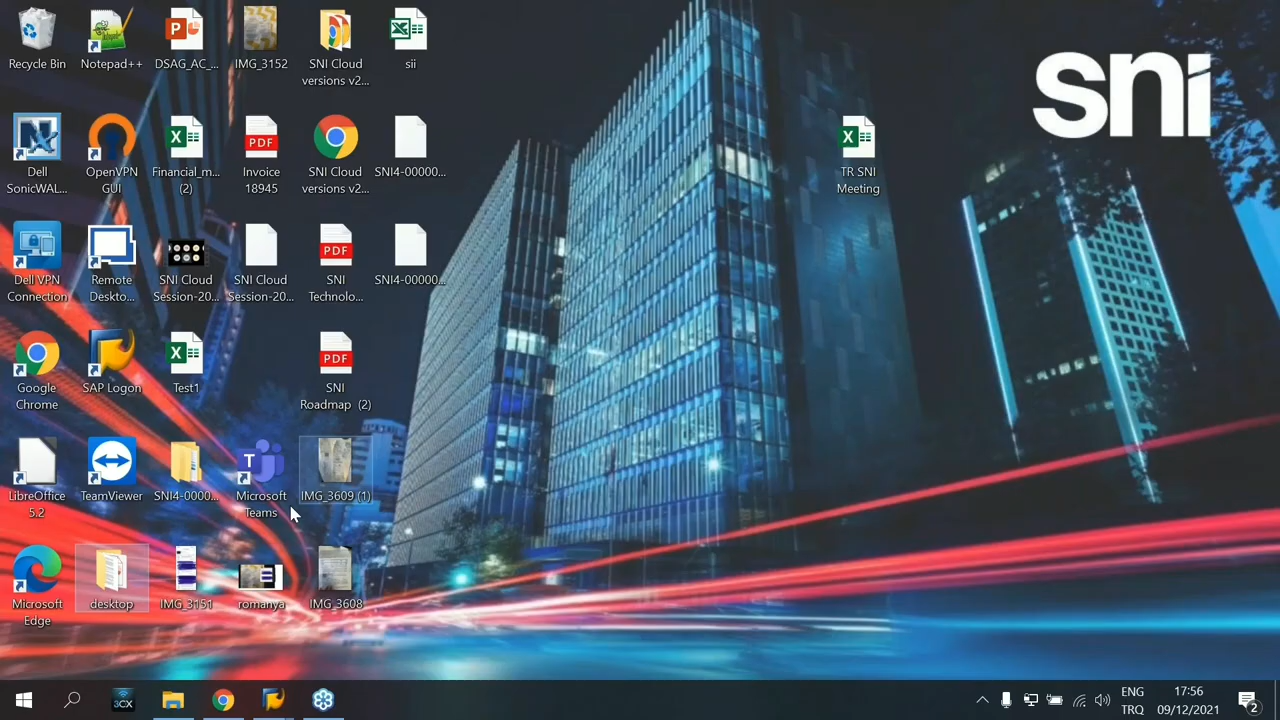 sni
Recycle Bin
Notepad++
DSAG_AC_...
IMG_3152
SNI Cloud
versions v2...
sii
Dell
SonicWAL...
OpenVPN
GUI
Financial_m...
(2)
Invoice
18945
SNI Cloud
versions v2...
SNI4-00000...
TR SNI
Meeting
Dell VPN
Connection
Remote
Deskto...
SNI Cloud
Session-20...
SNI Cloud
Session-20...
SNI
Technolo...
SNI4-00000...
Google
Chrome
SAP Logon
Test1
SNI
Roadmap (2)
LibreOffice
5.2
TeamViewer
SNI4-0000...
Microsoft
Teams
IMG_3609 (1)
Microsoft
Edge
desktop
IMG_3151
romanya
IMG_3608
PDF
PDF
PDF
3CX
ENG
TRQ
17:56
09/12/2021
2